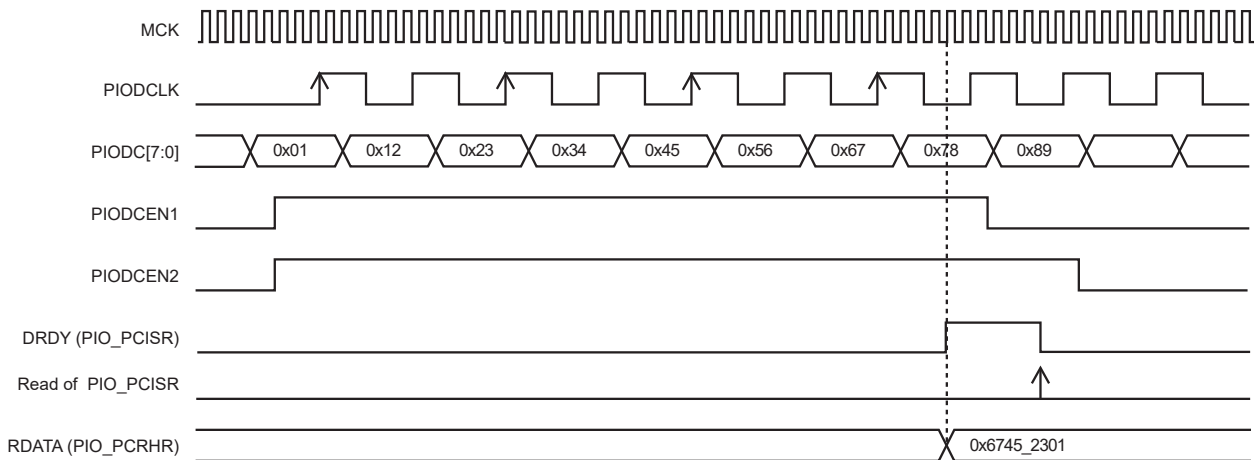 MCK
PIODCLK
PIODC[7:0] 0x01 0x12 0x23 0x34 0x45 0x56 0x67 0x78 0x89
PIODCEN1
PIODCEN2
DRDY (PIO_PCISR)
Read of PIO_PCISR
RDATA (PIO_PCRHR) 0x6745_2301